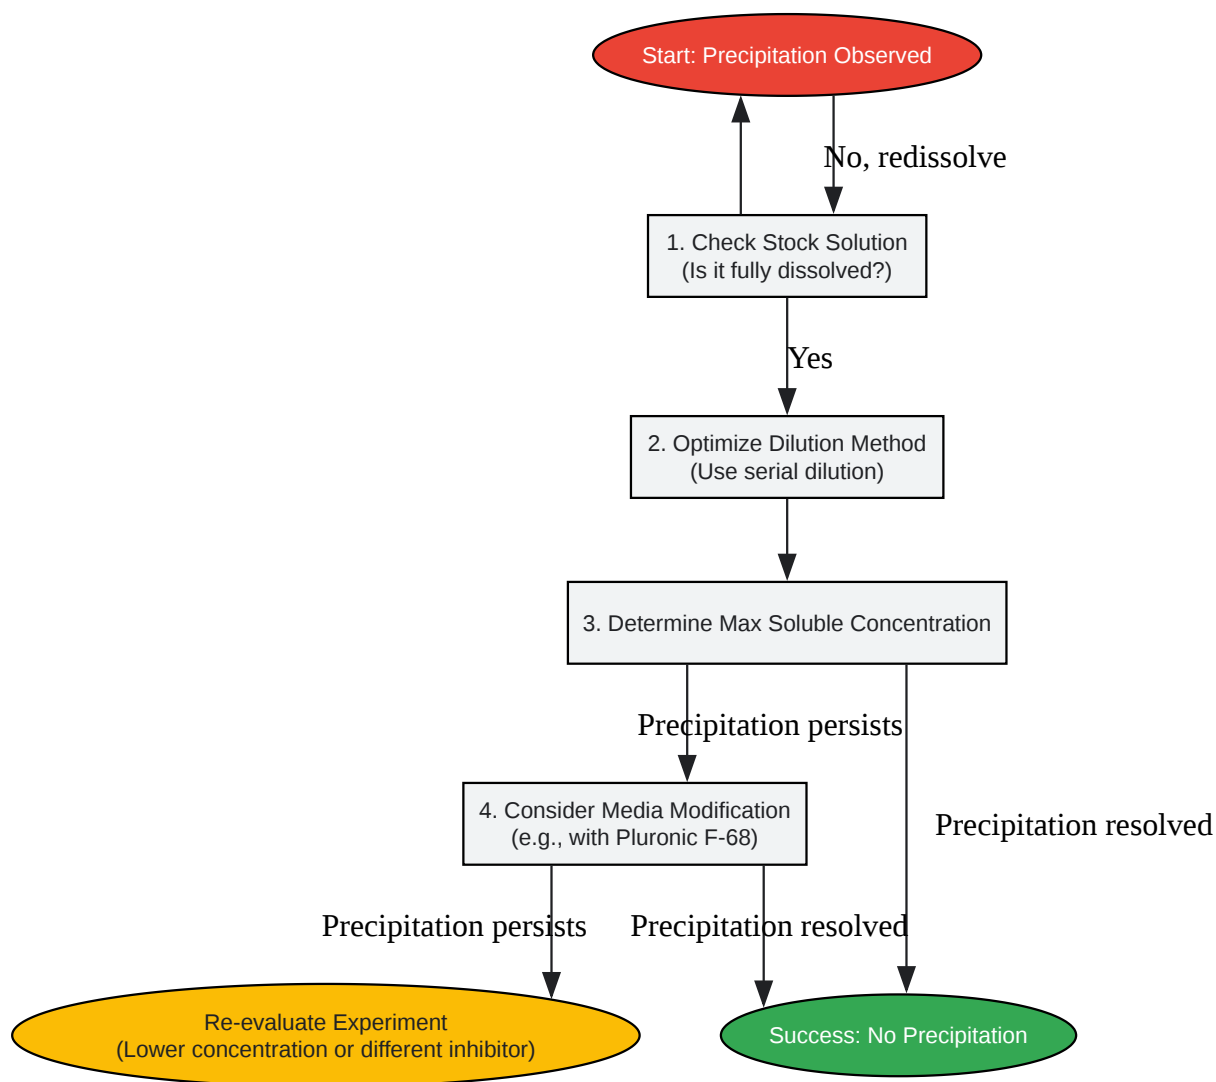 Start: Precipitation Observed
No, redissolve
1. Check Stock Solution
(Is it fully dissolved?)
Yes
2. Optimize Dilution Method
(Use serial dilution)
3. Determine Max Soluble Concentration
Precipitation persists
4. Consider Media Modification
(e.g., with Pluronic F-68)
Precipitation resolved
Precipitation persists
Precipitation resolved
Re-evaluate Experiment
(Lower concentration or different inhibitor)
Success: No Precipitation